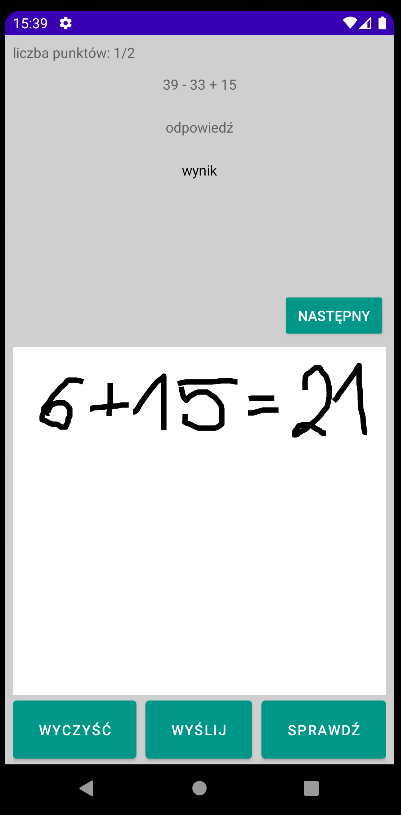 15:39
liczba punktów: 1/2
39 - 33 + 15
odpowiedź
wynik
NASTĘPNY
6+15=21
WYCZYŚĆ WYŚLIJ SPRAWDŹ